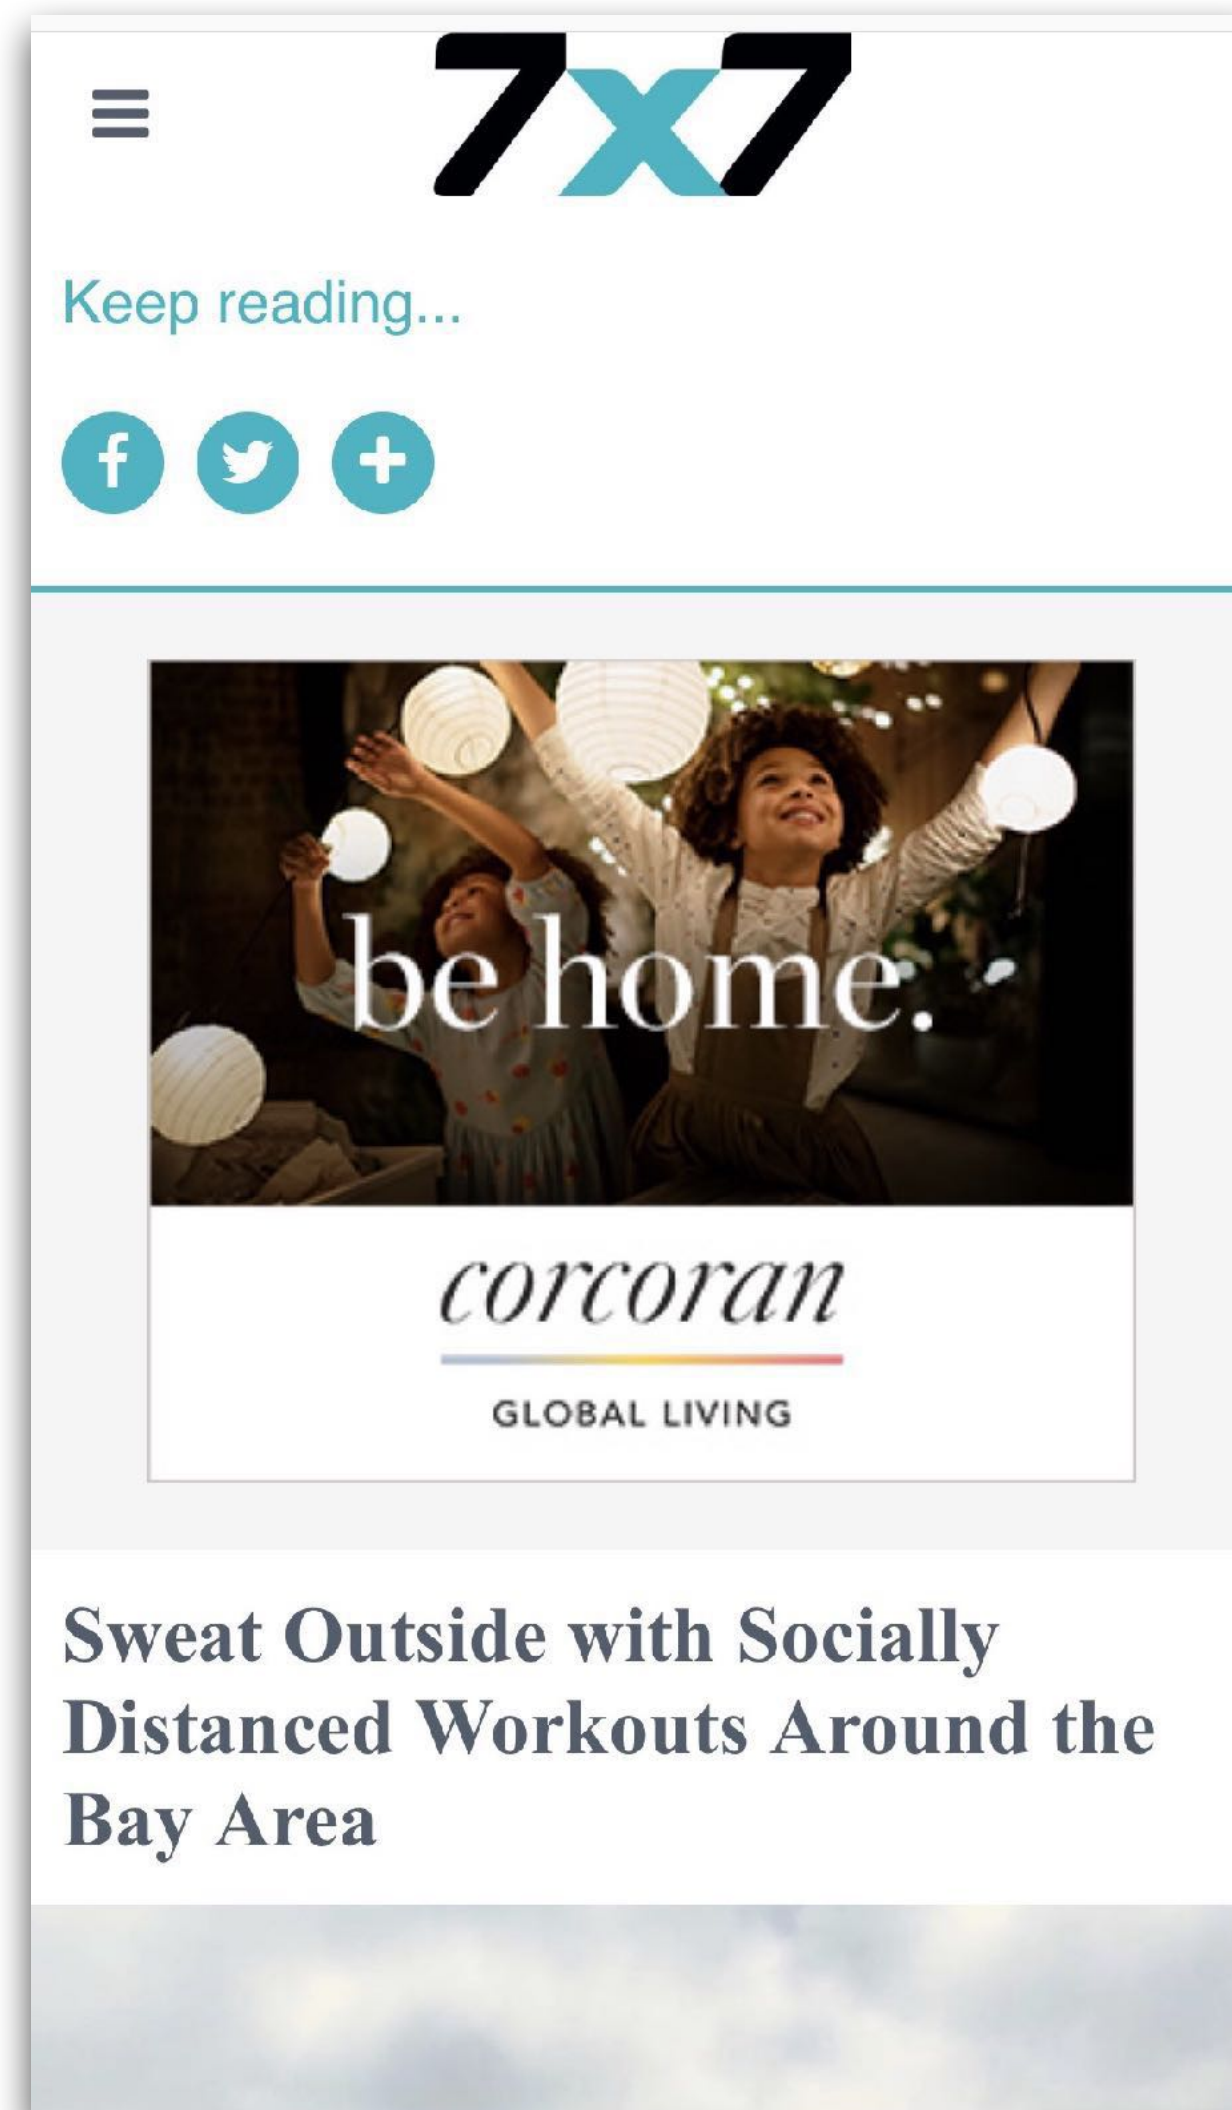 7x7
Keep reading...
be home.
corcoran
GLOBAL LIVING
Sweat Outside with Socially
Distanced Workouts Around the
Bay Area